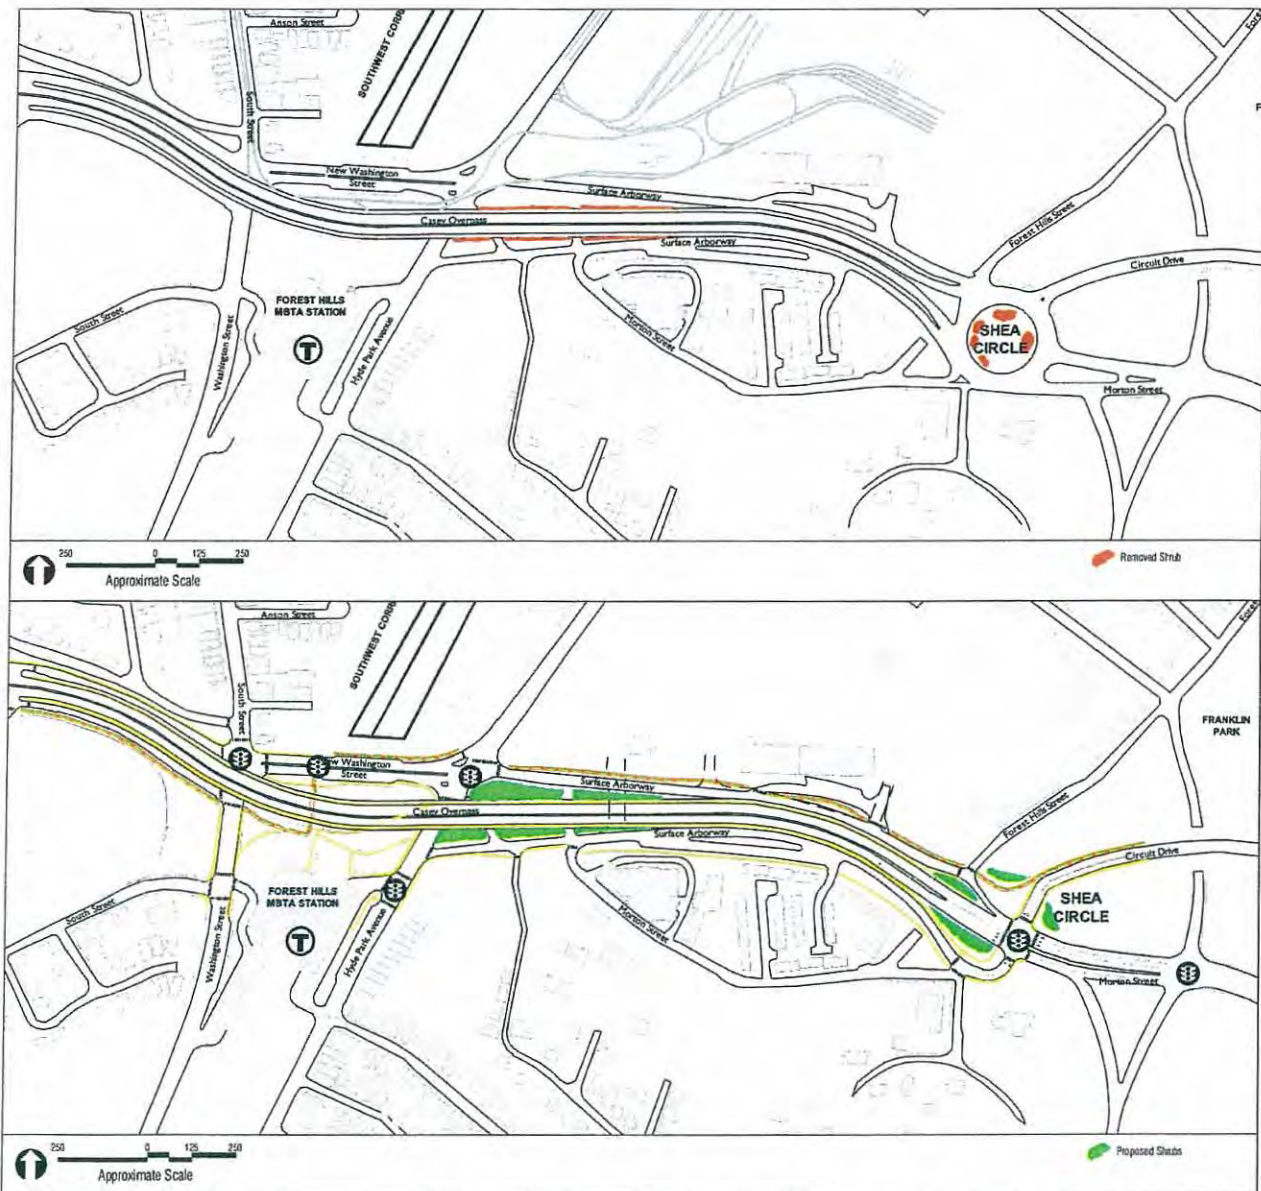 Anson Street
SOUTHWEST CORR
South Street
New Washington
Street
Surface Arborway
Casey Overpass
Surface Arborway
Forest Hills Street
Circuit Drive
FOREST HILLS
MBTA STATION
T
SHEA
CIRCLE
South Street
Washington Street
Hyde Park Avenue
Morton Street
Morton Street
250 0 125 250
Approximate Scale
Removed Shrub
Anson Street
SOUTHWEST CORR
South Street
FRANKLIN
PARK
New Washington
Street
Surface Arborway
Casey Overpass
Surface Arborway
Forest Hills Street
Circuit Drive
FOREST HILLS
MBTA STATION
T
SHEA
CIRCLE
South Street
Washington Street
Hyde Park Avenue
Morton Street
Morton Street
250 0 125 250
Approximate Scale
Proposed Shrubs